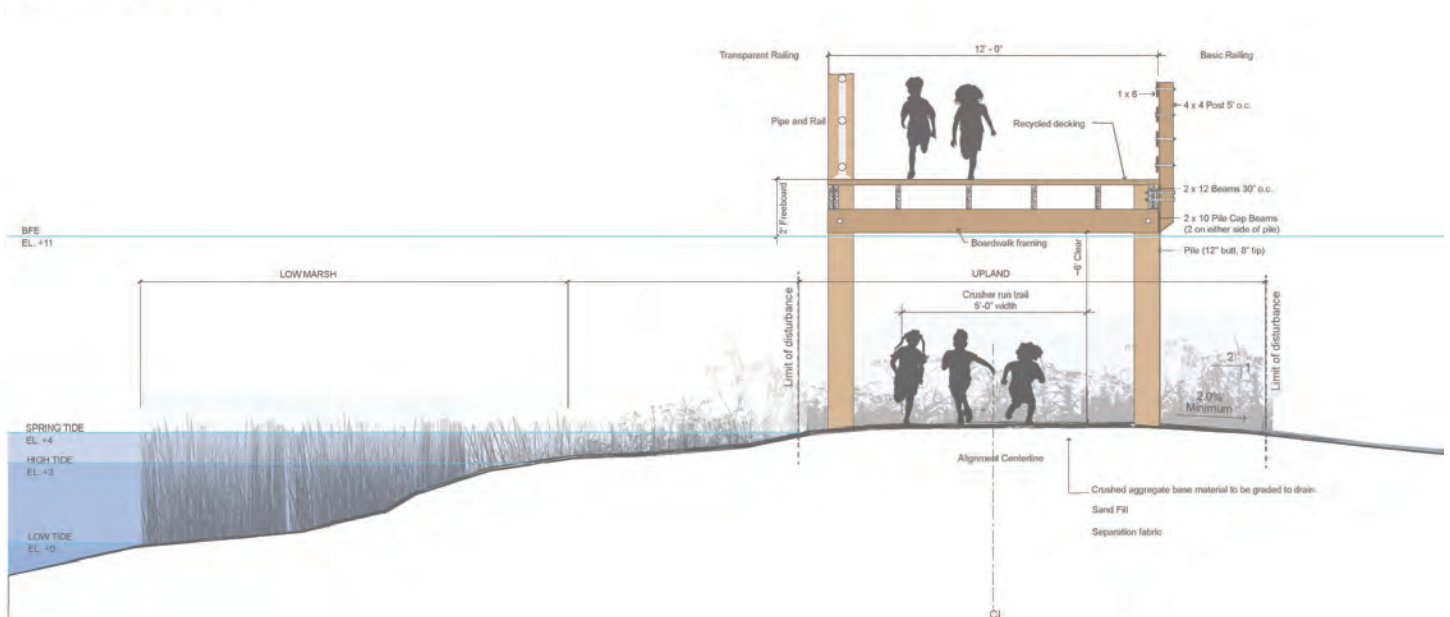 Transparent Railing
12' - 0"
Basic Railing
1 x 6
4 x 4 Post 5' o.c.
Pipe and Rail
Recycled decking
2' Freeboard
2 x 12 Beams 30" o.c.
2 x 10 Pile Cap Beams
(2 on either side of pile)
BFE
EL. +11
Boardwalk framing
~6' Clear
Pile (12" butt, 8" tip)
LOW MARSH
UPLAND
Crusher run trail
5'-0" width
Limit of disturbance
Limit of disturbance
2
1
2.0%
Minimum
SPRING TIDE
EL. +4
HIGH TIDE
EL. +3
Alignment Centerline
Crushed aggregate base material to be graded to drain.
Sand Fill
Separation fabric
LOW TIDE
EL. +0
CL